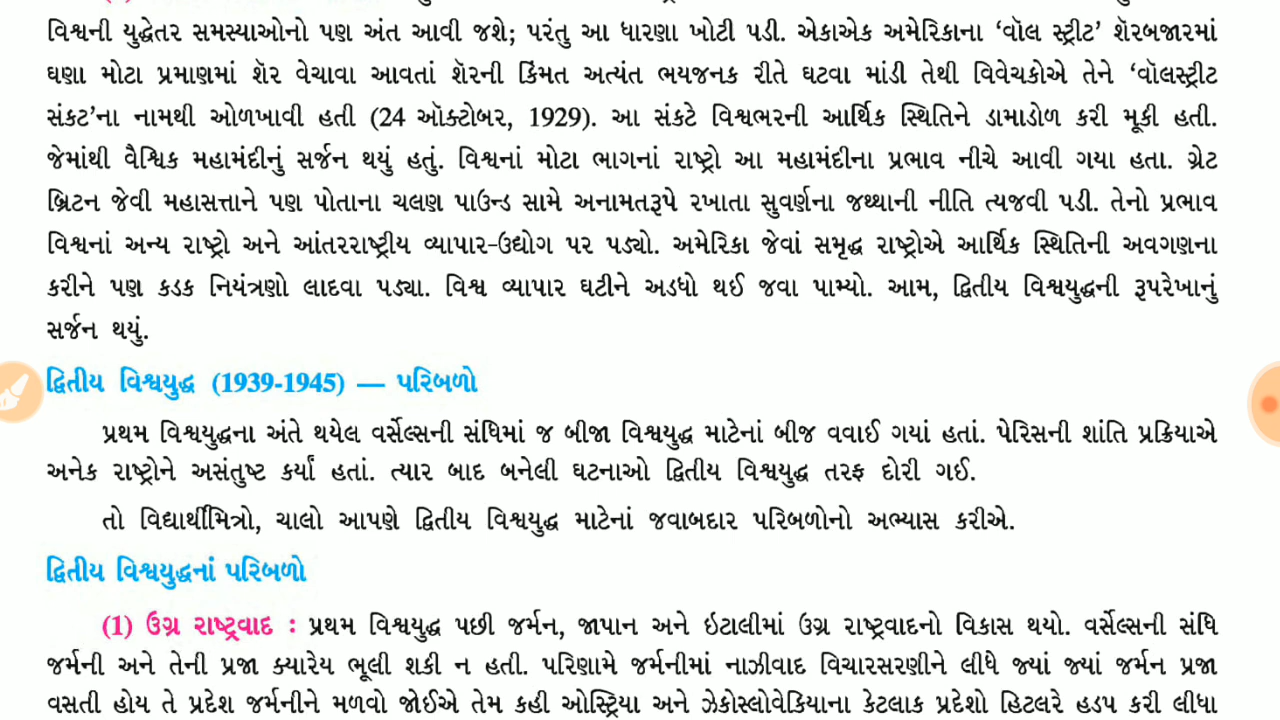 વિશ્વની યુદ્ધેતર સમસ્યાઓનો પણ અંત આવી જશે; પરંતુ આ ધારણા ખોટી પડી. એકાએક અમેરિકાના ‘વૉલ સ્ટ્રીટ’ શૅરબજારમાં
ઘણા મોટા પ્રમાણમાં શૅર વેચાવા આવતાં શૅરની કિંમત અત્યંત ભયજનક રીતે ઘટવા માંડી તેથી વિવેચકોએ તેને ‘વૉલસ્ટ્રીટ
સંકટ’ના નામથી ઓળખાવી હતી (24 ઑક્ટોબર, 1929). આ સંકટે વિશ્વભરની આર્થિક સ્થિતિને ડામાડોળ કરી મૂકી હતી.
જેમાંથી વૈશ્વિક મહામંદીનું સર્જન થયું હતું. વિશ્વનાં મોટા ભાગનાં રાષ્ટ્રો આ મહામંદીના પ્રભાવ નીચે આવી ગયા હતા. ગ્રેટ
બ્રિટન જેવી મહાસત્તાને પણ પોતાના ચલણ પાઉન્ડ સામે અનામતરૂપે રખાતા સુવર્ણના જથ્થાની નીતિ ત્યજવી પડી. તેનો પ્રભાવ
વિશ્વનાં અન્ય રાષ્ટ્રો અને આંતરરાષ્ટ્રીય વ્યાપાર-ઉદ્યોગ પર પડ્યો. અમેરિકા જેવાં સમૃદ્ધ રાષ્ટ્રોએ આર્થિક સ્થિતિની અવગણના
કરીને પણ કડક નિયંત્રણો લાદવા પડ્યા. વિશ્વ વ્યાપાર ઘટીને અડધો થઈ જવા પામ્યો. આમ, દ્વિતીય વિશ્વયુદ્ધની રૂપરેખાનું
સર્જન થયું.
દ્વિતીય વિશ્વયુદ્ધ (1939-1945) — પરિબળો
પ્રથમ વિશ્વયુદ્ધના અંતે થયેલ વર્સેલ્સની સંધિમાં જ બીજા વિશ્વયુદ્ધ માટેનાં બીજ વવાઈ ગયાં હતાં. પેરિસની શાંતિ પ્રક્રિયાએ
અનેક રાષ્ટ્રોને અસંતુષ્ટ કર્યાં હતાં. ત્યાર બાદ બનેલી ઘટનાઓ દ્વિતીય વિશ્વયુદ્ધ તરફ દોરી ગઈ.
તો વિદ્યાર્થીમિત્રો, ચાલો આપણે દ્વિતીય વિશ્વયુદ્ધ માટેનાં જવાબદાર પરિબળોનો અભ્યાસ કરીએ.
દ્વિતીય વિશ્વયુદ્ધનાં પરિબળો
(1) ઉગ્ર રાષ્ટ્રવાદ : પ્રથમ વિશ્વયુદ્ધ પછી જર્મન, જાપાન અને ઇટાલીમાં ઉગ્ર રાષ્ટ્રવાદનો વિકાસ થયો. વર્સેલ્સની સંધિ
જર્મની અને તેની પ્રજા ક્યારેય ભૂલી શકી ન હતી. પરિણામે જર્મનીમાં નાઝીવાદ વિચારસરણીને લીધે જ્યાં જ્યાં જર્મન પ્રજા
વસતી હોય તે પ્રદેશ જર્મનીને મળવો જોઈએ તેમ કહી ઓસ્ટ્રિયા અને ઝેકોસ્લોવેકિયાના કેટલાક પ્રદેશો હિટલરે હડપ કરી લીધા